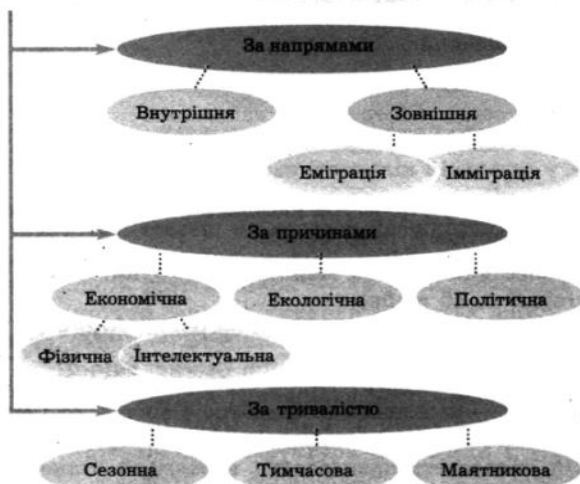 За напрямами
Внутрішня Зовнішня
Еміграція Імміграція
За причинами
Економічна Екологічна Політична
Фізична Інтелектуальна
За тривалістю
Сезонна Тимчасова Маятникова